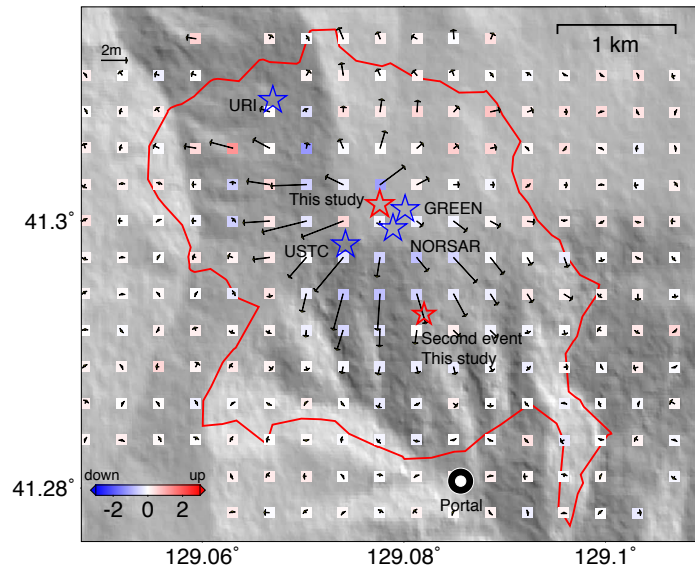 2m
1 km
URI
This study
GREEN
41.3
NORSAR
USTC
Second event
This study
down
up
-2 0 2
41.28°
Portal
129.06°
129.08°
129.1°